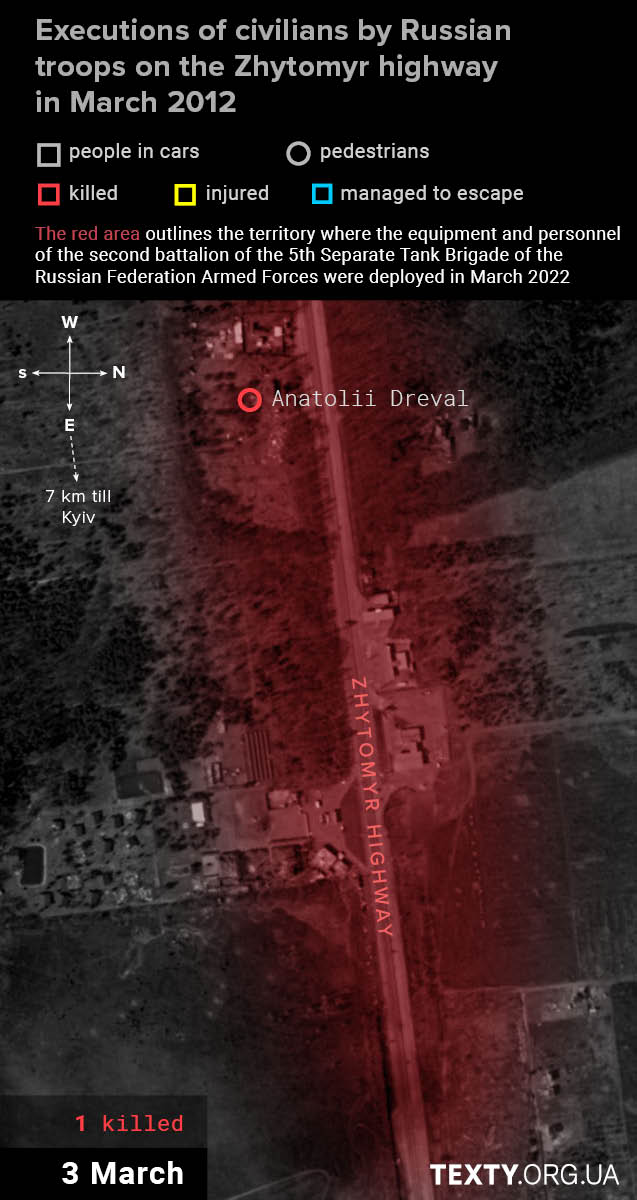 Executions of civilians by Russian
troops on the Zhytomyr highway
in March 2012
people in cars
pedestrians
killed
injured
managed to escape
The red area outlines the territory where the equipment and personnel
of the second battalion of the 5th Separate Tank Brigade of the
Russian Federation Armed Forces were deployed in March 2022
W
s
N
E
7 km till
Kyiv
Anatolii Dreval
ZHYTOMYR HIGHWAY
1 killed
3 March
TEXTY.ORG.UA